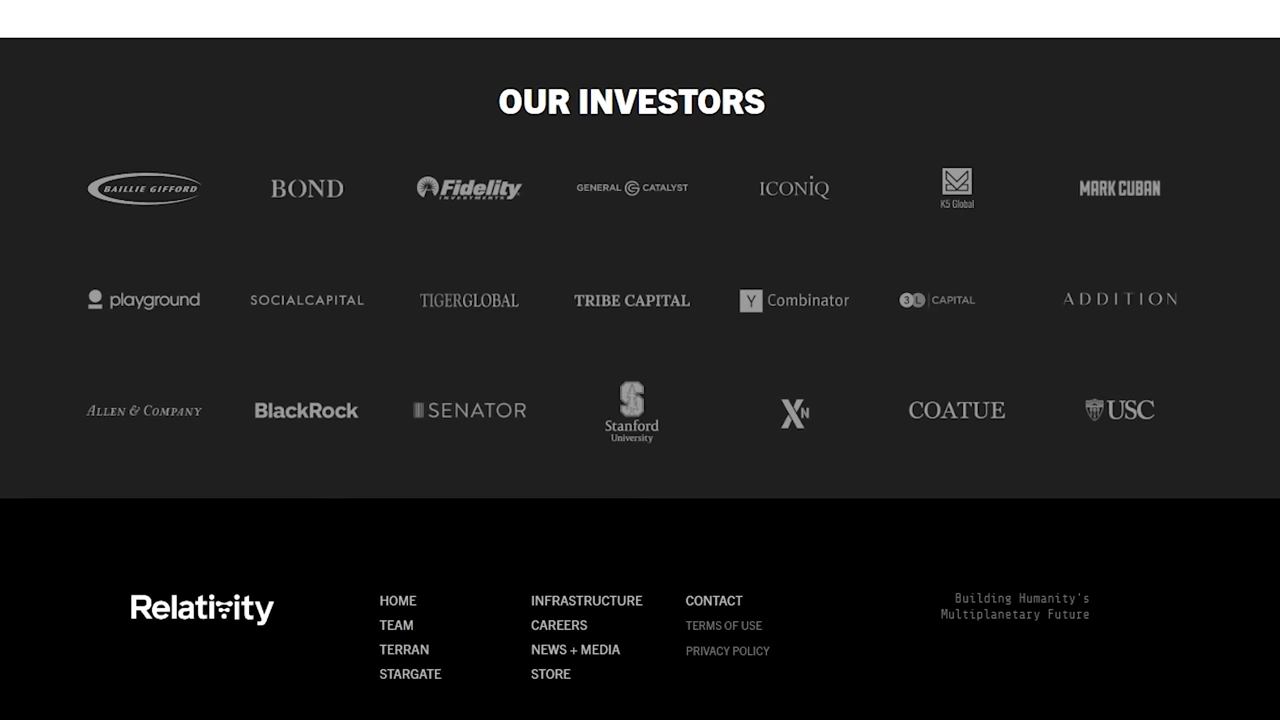 OUR INVESTORS
BAILLIE GIFFORD
BOND
Fidelity
INVESTMENTS
GENERAL CATALYST
ICONIQ
K5 Global
MARK CUBAN
playground
SOCIALCAPITAL
TIGERGLOBAL
TRIBE CAPITAL
Y Combinator
3L CAPITAL
ADDITION
ALLEN & COMPANY
BlackRock
SENATOR
S
Stanford
University
XN
COATUE
USC
Relativity
HOME
TEAM
TERRAN
STARGATE
INFRASTRUCTURE
CAREERS
NEWS + MEDIA
STORE
CONTACT
TERMS OF USE
PRIVACY POLICY
Building Humanity's
Multiplanetary Future